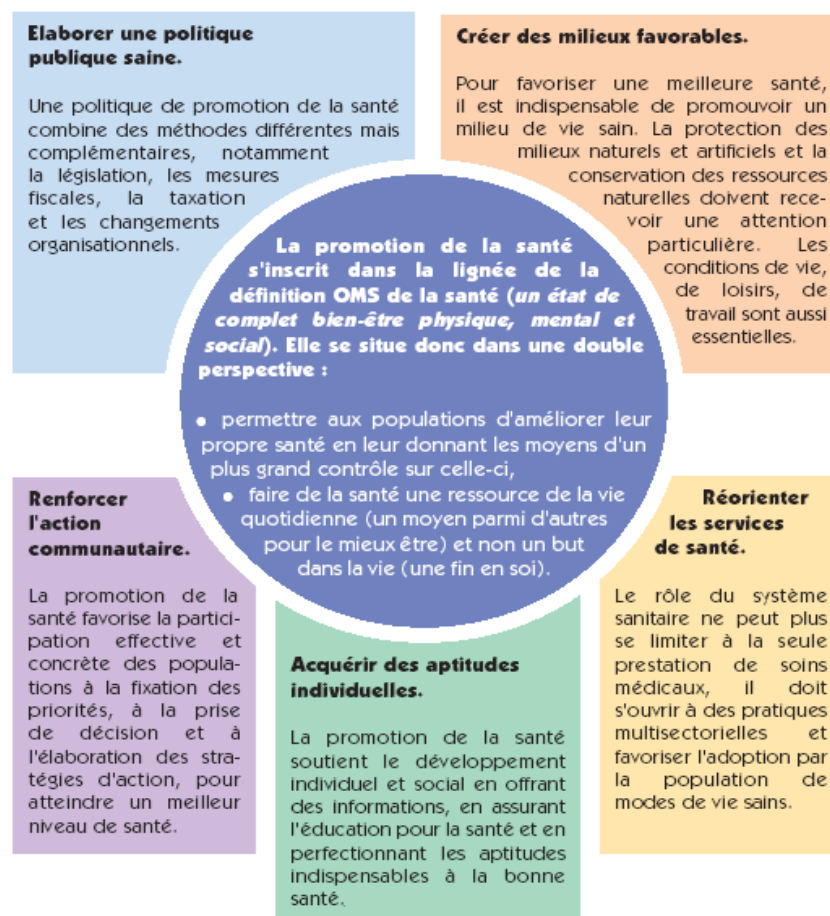 Elaborer une politique
publique saine.
Une politique de promotion de la santé
combine des méthodes différentes mais
complémentaires, notamment
la législation, les mesures
fiscales, la taxation
et les changements
organisationnels.
Créer des milieux favorables.
Pour favoriser une meilleure santé,
il est indispensable de promouvoir un
milieu de vie sain. La protection des
milieux naturels et artificiels et la
conservation des ressources
naturelles doivent rece-
voir une attention
particulière. Les
conditions de vie,
de loisirs, de
travail sont aussi
essentielles.
La promotion de la santé
s'inscrit dans la lignée de la
définition OMS de la santé (un état de
complet bien-être physique, mental et
social). Elle se situe donc dans une double
perspective :
• permettre aux populations d'améliorer leur
propre santé en leur donnant les moyens d'un
plus grand contrôle sur celle-ci,
• faire de la santé une ressource de la vie
quotidienne (un moyen parmi d'autres
pour le mieux être) et non un but
dans la vie (une fin en soi).
Renforcer
l'action
communautaire.
La promotion de la
santé favorise la partici-
pation effective et
concrète des popula-
tions à la fixation des
priorités, à la prise
de décision et à
l'élaboration des stra-
tégies d'action, pour
atteindre un meilleur
niveau de santé.
Acquérir des aptitudes
individuelles.
La promotion de la santé
soutient le développement
individuel et social en offrant
des informations, en assurant
l'éducation pour la santé et en
perfectionnant les aptitudes
indispensables à la bonne
santé.
Réorienter
les services
de santé.
Le rôle du système
sanitaire ne peut plus
se limiter à la seule
prestation de soins
médicaux, il doit
s'ouvrir à des pratiques
multisectorielles et
favoriser l'adoption par
la population de
modes de vie sains.